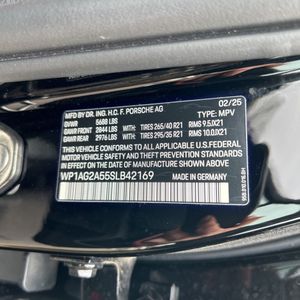 MFD. BY DR. ING. H.C. F. PORSCHE AG 02/25
GVWR 5688 LBS TYPE: MPV
GAWR FRONT 2844 LBS WITH TIRES 265/40 R21 RIMS 9.5JX21
GAWR REAR 2976 LBS WITH TIRES 295/35 R21 RIMS 10.0JX21
THIS VEHICLE CONFORMS TO ALL APPLICABLE U.S.FEDERAL
MOTOR VEHICLE SAFETY AND THEFT PREVENTION STANDARDS
IN EFFECT ON THE DATE OF MANUFACTURE SHOWN ABOVE.
WP1AG2A55SLB42169 MADE IN GERMANY